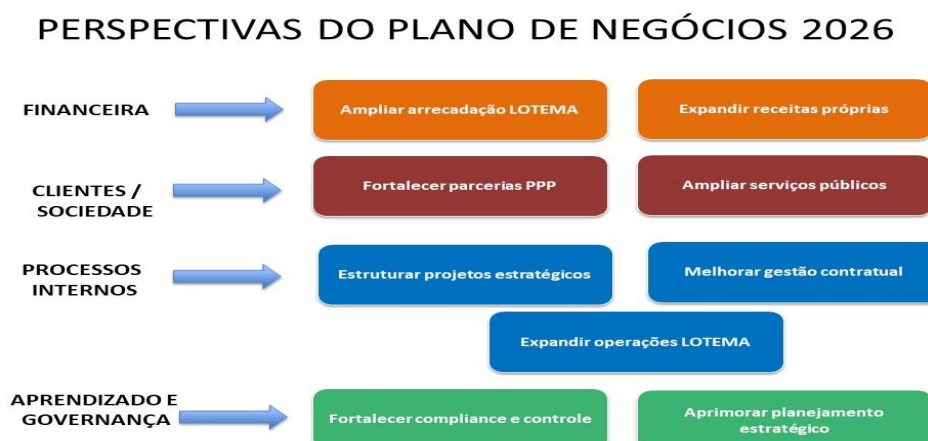 PERSPECTIVAS DO PLANO DE NEGÓCIOS 2026
FINANCEIRA
Ampliar arrecadação LOTEMA
Expandir receitas próprias
CLIENTES /
SOCIEDADE
Fortalecer parcerias PPP
Ampliar serviços públicos
PROCESSOS
INTERNOS
Estruturar projetos estratégicos
Melhorar gestão contratual
Expandir operações LOTEMA
APRENDIZADO E
GOVERNANÇA
Fortalecer compliance e controle
Aprimorar planejamento
estratégico